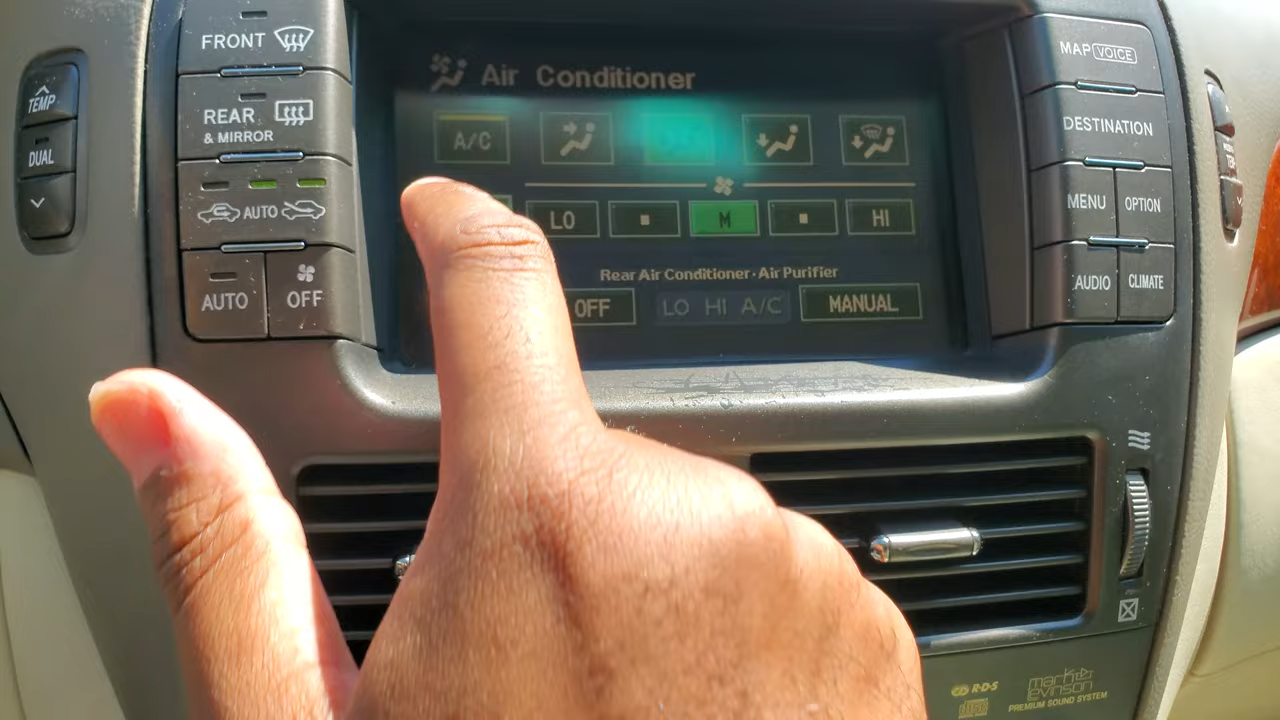 FRONT
REAR
& MIRROR
AUTO
AUTO
OFF
TEMP
DUAL
Air Conditioner
A/C
LO
M
HI
Rear Air Conditioner·Air Purifier
OFF
LO HI A/C
MANUAL
MAP VOICE
DESTINATION
MENU
OPTION
AUDIO
CLIMATE
R·D·S
mark levinson
PREMIUM SOUND SYSTEM